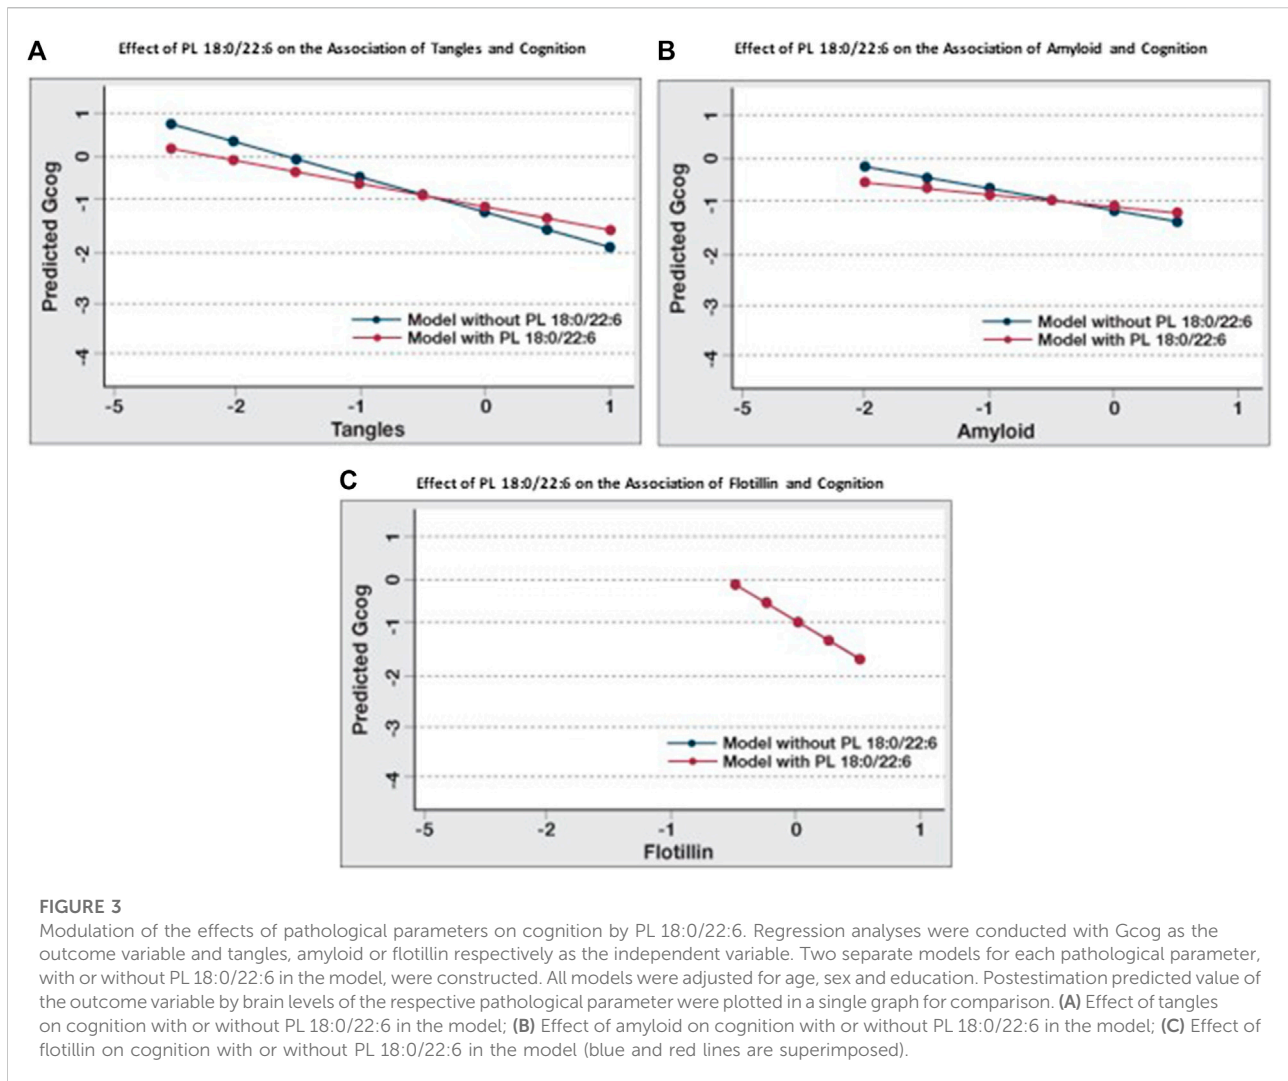 A
Effect of PL 18:0/22:6 on the Association of Tangles and Cognition
Predicted Gcog
1
0
-1
-2
-3
-4
Model without PL 18:0/22:6
Model with PL 18:0/22:6
-5 -2 -1 0 1
Tangles
B
Effect of PL 18:0/22:6 on the Association of Amyloid and Cognition
Predicted Gcog
1
0
-1
-2
-3
-4
Model without PL 18:0/22:6
Model with PL 18:0/22:6
-5 -2 -1 0 1
Amyloid
C
Effect of PL 18:0/22:6 on the Association of Flotillin and Cognition
Predicted Gcog
1
0
-1
-2
-3
-4
Model without PL 18:0/22:6
Model with PL 18:0/22:6
-5 -2 -1 0 1
Flotillin
FIGURE 3
Modulation of the effects of pathological parameters on cognition by PL 18:0/22:6. Regression analyses were conducted with Gcog as the
outcome variable and tangles, amyloid or flotillin respectively as the independent variable. Two separate models for each pathological parameter,
with or without PL 18:0/22:6 in the model, were constructed. All models were adjusted for age, sex and education. Postestimation predicted value of
the outcome variable by brain levels of the respective pathological parameter were plotted in a single graph for comparison. (A) Effect of tangles
on cognition with or without PL 18:0/22:6 in the model; (B) Effect of amyloid on cognition with or without PL 18:0/22:6 in the model; (C) Effect of
flotillin on cognition with or without PL 18:0/22:6 in the model (blue and red lines are superimposed).